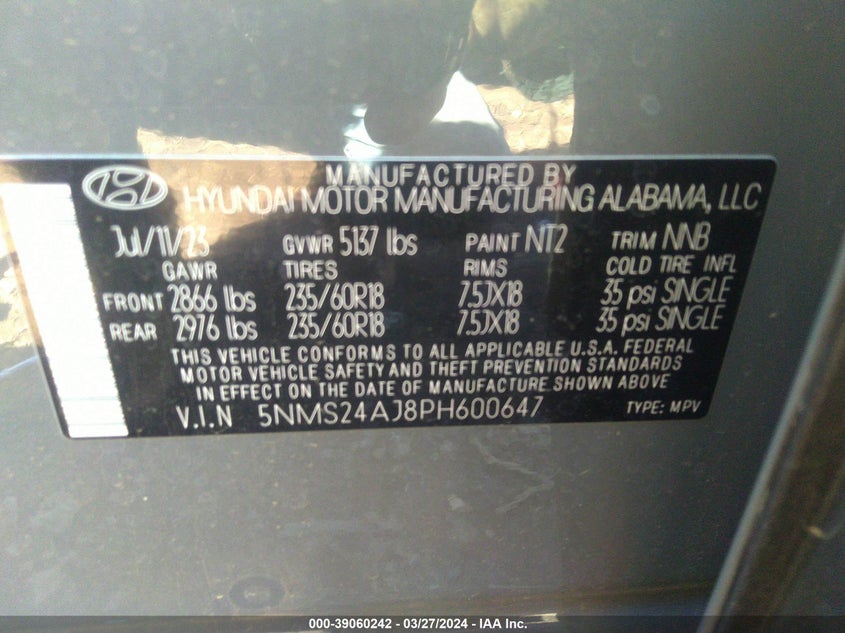 MANUFACTURED BY
HYUNDAI MOTOR MANUFACTURING ALABAMA, LLC
Jul/11/23 GVWR 5137 lbs PAINT NT2 TRIM NNB
GAWR TIRES RIMS COLD TIRE INFL
FRONT 2866 lbs 235/60R18 7.5JX18 35 psi SINGLE
REAR 2976 lbs 235/60R18 7.5JX18 35 psi SINGLE
THIS VEHICLE CONFORMS TO ALL APPLICABLE U.S.A. FEDERAL
MOTOR VEHICLE SAFETY AND THEFT PREVENTION STANDARDS
IN EFFECT ON THE DATE OF MANUFACTURE SHOWN ABOVE
V.I.N 5NMS24AJ8PH600647 TYPE: MPV
000-39060242 - 03/27/2024 - IAA Inc.